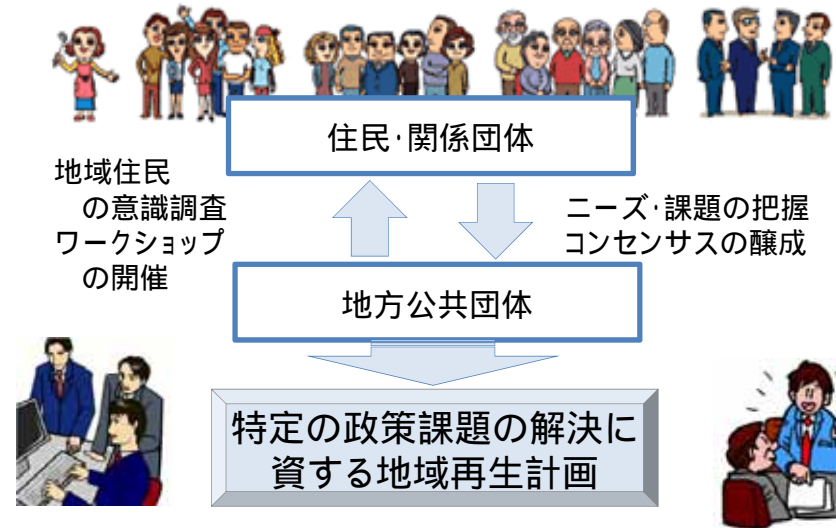 住民･関係団体
地域住民
の意識調査
ワークショップ
の開催
ニーズ･課題の把握
コンセンサスの醸成
地方公共団体
特定の政策課題の解決に
資する地域再生計画